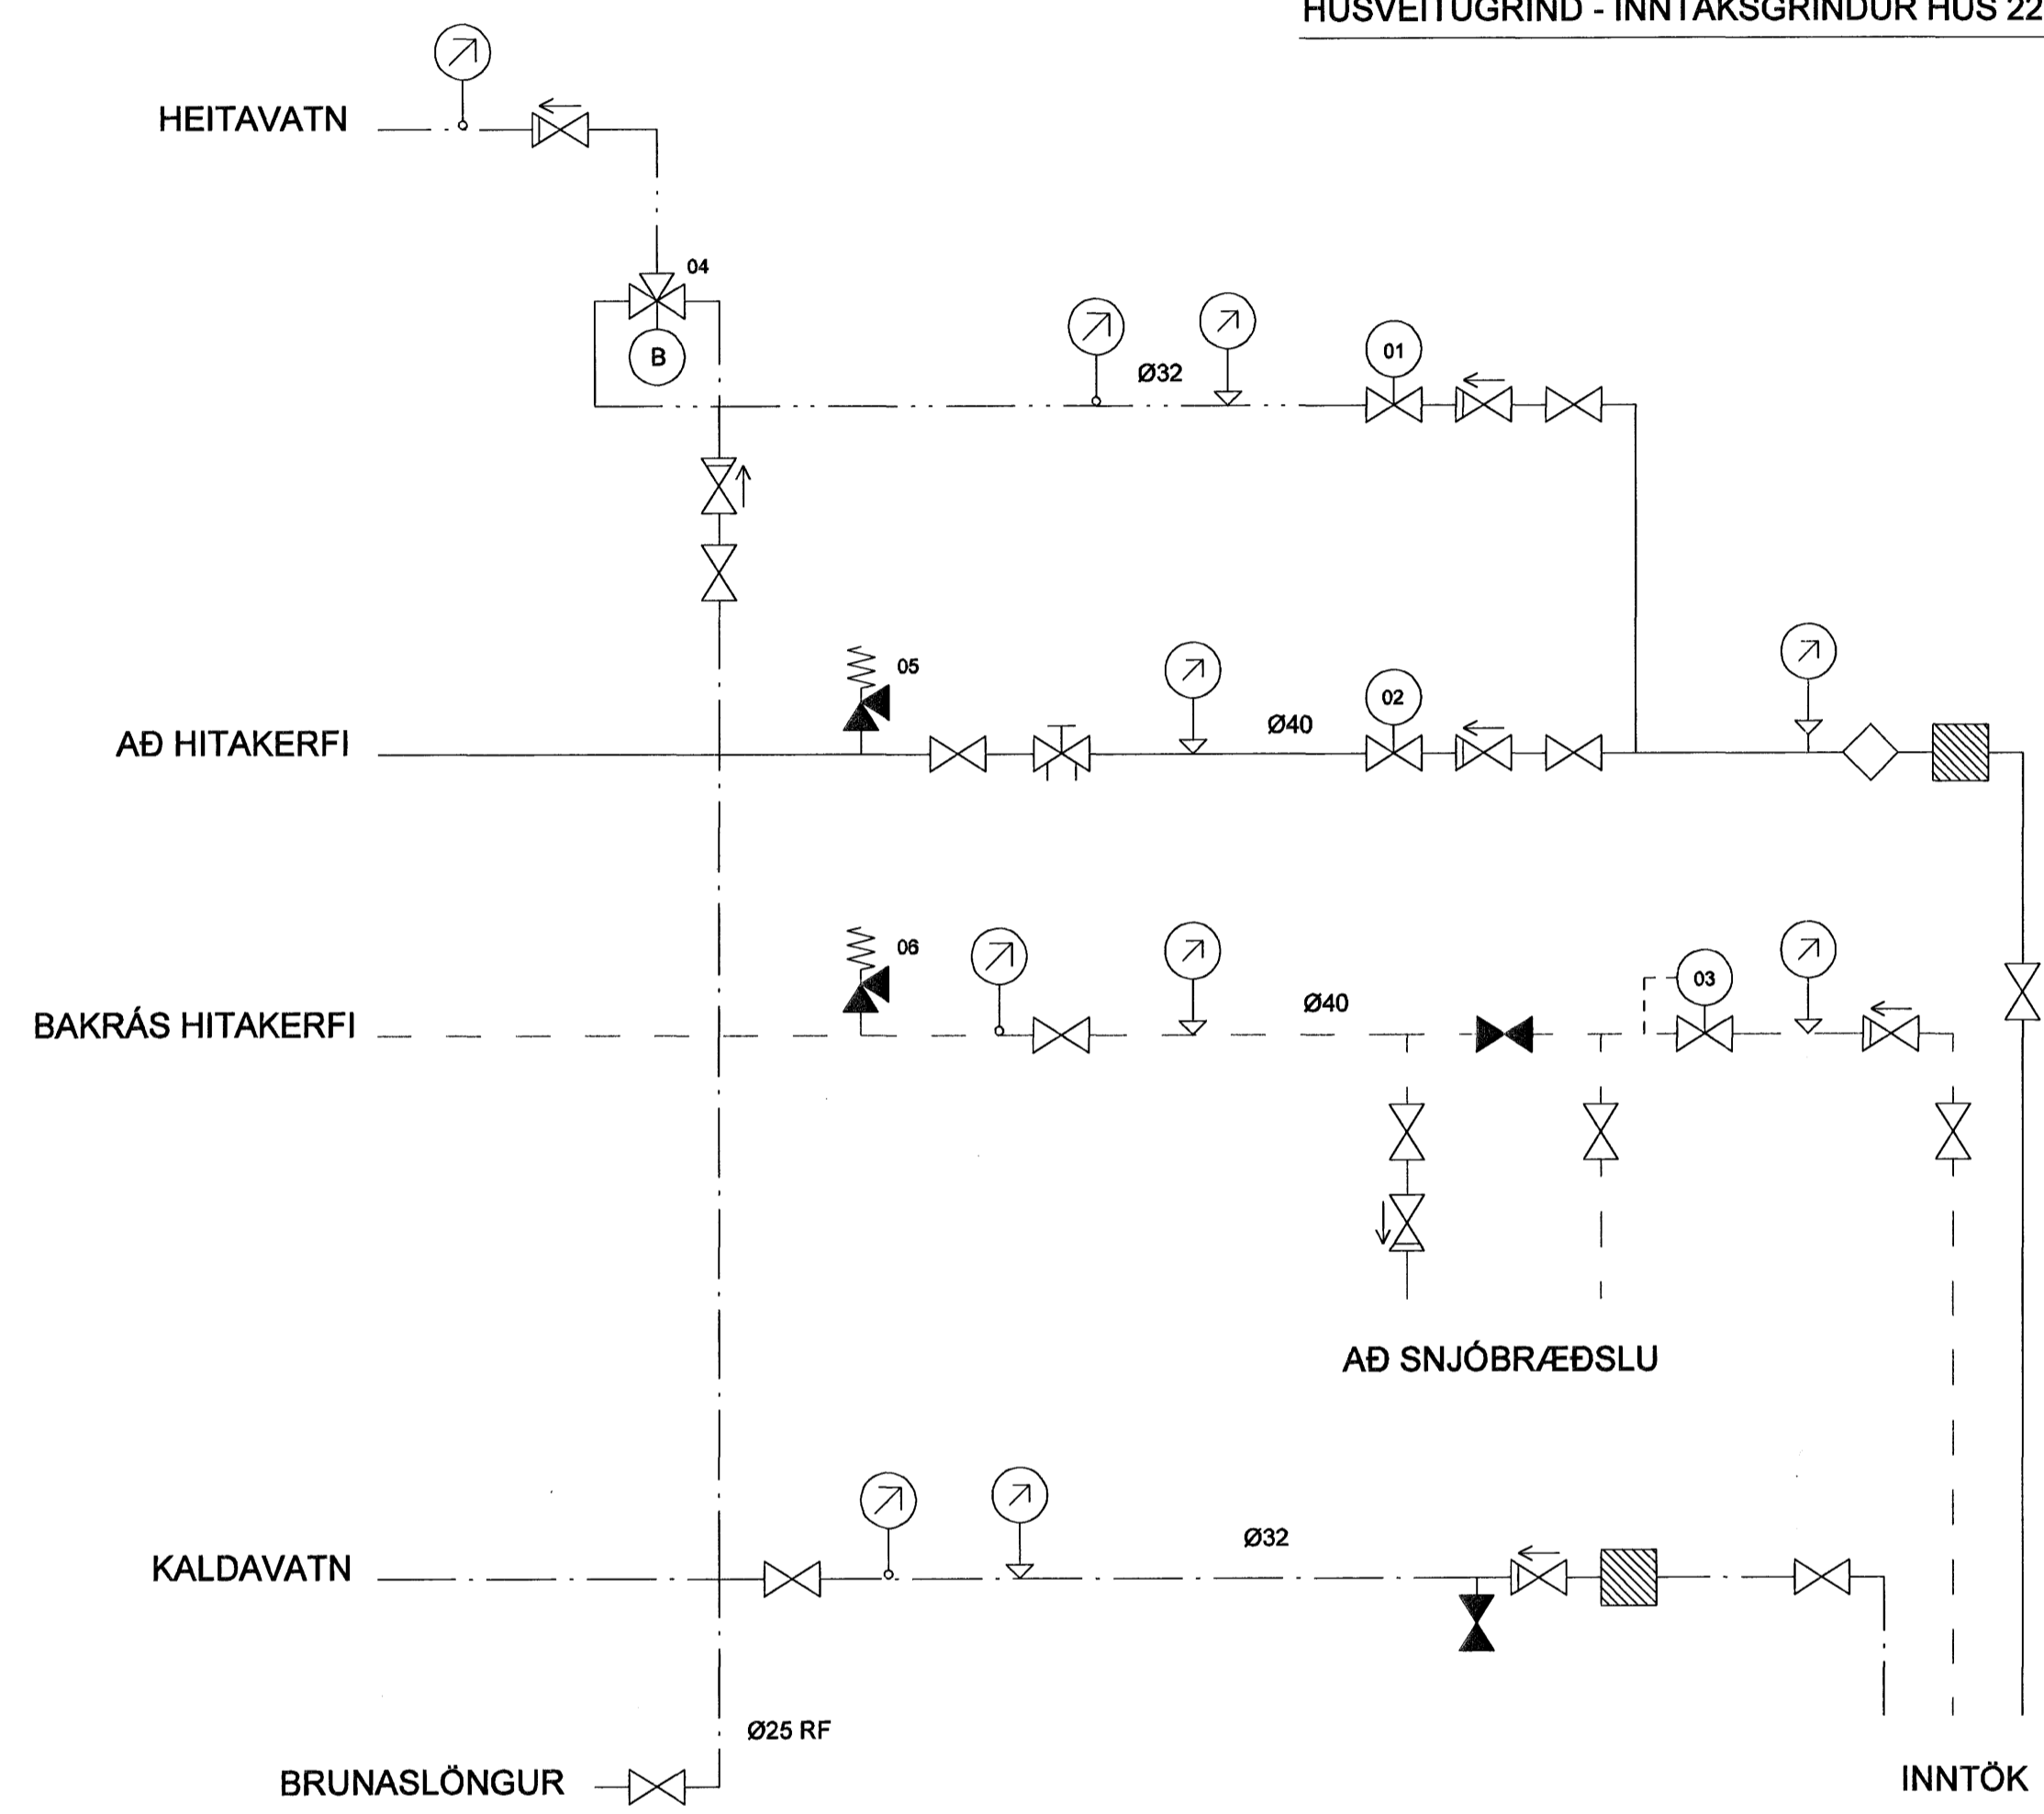 HÚSVEITUGRIND - INNTAKSGRINDUR HÚS 22
HEITAVATN
04
B
Ø32
01
05
02
Ø40
AÐ HITAKERFI
06
03
Ø40
BAKRÁS HITAKERFI
AÐ SNJÓBRÆÐSLU
Ø32
KALDAVATN
Ø25 RF
BRUNASLÖNGUR
INNTÖK